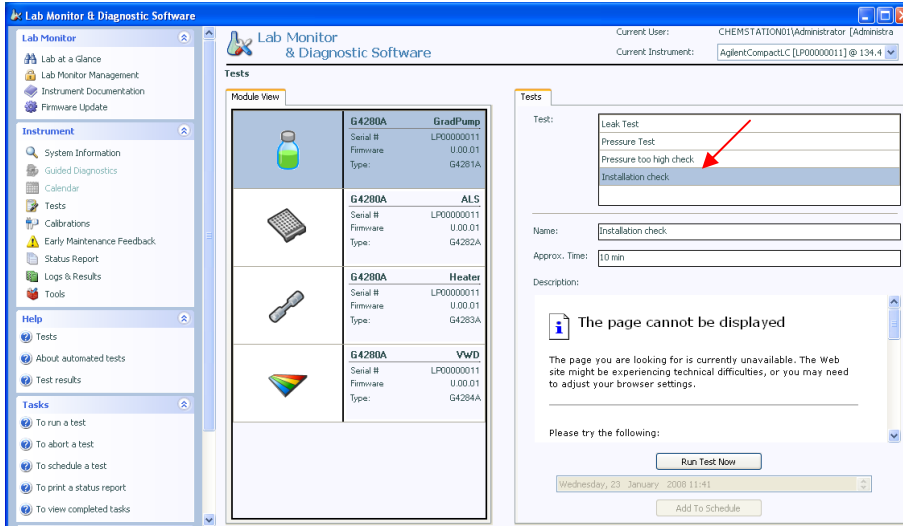 Lab Monitor & Diagnostic Software
Lab Monitor
Lab at a Glance
Lab Monitor Management
Instrument Documentation
Firmware Update
Instrument
System Information
Guided Diagnostics
Calendar
Tests
Calibrations
Early Maintenance Feedback
Status Report
Logs & Results
Tools
Help
Tests
About automated tests
Test results
Tasks
To run a test
To abort a test
To schedule a test
To print a status report
To view completed tasks
Lab Monitor
& Diagnostic Software
Current User: CHEMSTATION01\Administrator [Administra
Current Instrument: AgilentCompactLC [LP00000011] @ 134.4
Tests
Module View
G4280A GradPump
Serial # LP00000011
Firmware U.00.01
Type: G4281A
G4280A ALS
Serial # LP00000011
Firmware U.00.01
Type: G4282A
G4280A Heater
Serial # LP00000011
Firmware U.00.01
Type: G4283A
G4280A VWD
Serial # LP00000011
Firmware U.00.01
Type: G4284A
Tests
Test:
Leak Test
Pressure Test
Pressure too high check
Installation check
Name: Installation check
Approx. Time: 10 min
Description:
The page cannot be displayed
The page you are looking for is currently unavailable. The Web
site might be experiencing technical difficulties, or you may need
to adjust your browser settings.
Please try the following:
Run Test Now
Wednesday, 23 January 2008 11:41
Add To Schedule